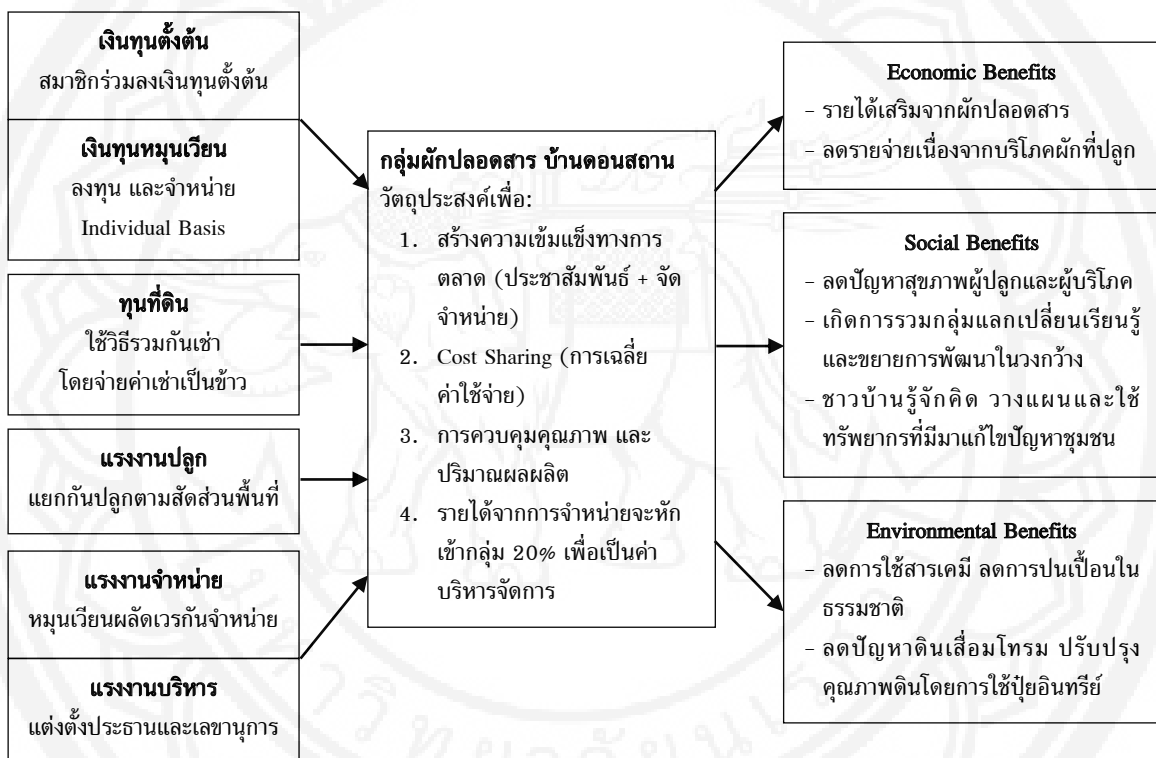 เงินทุนตั้งต้น
สมาชิกร่วมลงเงินทุนตั้งต้น
เงินทุนหมุนเวียน
ลงทุน และจำหน่าย
Individual Basis
ทุนที่ดิน
ใช้วิธีรวมกันเช่า
โดยจ่ายค่าเช่าเป็นข้าว
แรงงานปลูก
แยกกันปลูกตามสัดส่วนพื้นที่
แรงงานจำหน่าย
หมุนเวียนผลัดเวรกันจำหน่าย
แรงงานบริหาร
แต่งตั้งประธานและเลขานุการ
กลุ่มผักปลอดสาร บ้านดอนสถาน
วัตถุประสงค์เพื่อ:
1. สร้างความเข้มแข็งทางการ
ตลาด (ประชาสัมพันธ์ + จัด
จำหน่าย)
2. Cost Sharing (การเฉลี่ย
ค่าใช้จ่าย)
3. การควบคุมคุณภาพ และ
ปริมาณผลผลิต
4. รายได้จากการจำหน่ายจะหัก
เข้ากลุ่ม 20% เพื่อเป็นค่า
บริหารจัดการ
Economic Benefits
- รายได้เสริมจากผักปลอดสาร
- ลดรายจ่ายเนื่องจากบริโภคผักที่ปลูก
Social Benefits
- ลดปัญหาสุขภาพผู้ปลูกและผู้บริโภค
- เกิดการรวมกลุ่มแลกเปลี่ยนเรียนรู้
และขยายการพัฒนาในวงกว้าง
- ชาวบ้านรู้จักคิด วางแผนและใช้
ทรัพยากรที่มีมาแก้ไขปัญหาชุมชน
Environmental Benefits
- ลดการใช้สารเคมี ลดการปนเปื้อนใน
ธรรมชาติ
- ลดปัญหาดินเสื่อมโทรม ปรับปรุง
คุณภาพดินโดยการใช้ปุ๋ยอินทรีย์